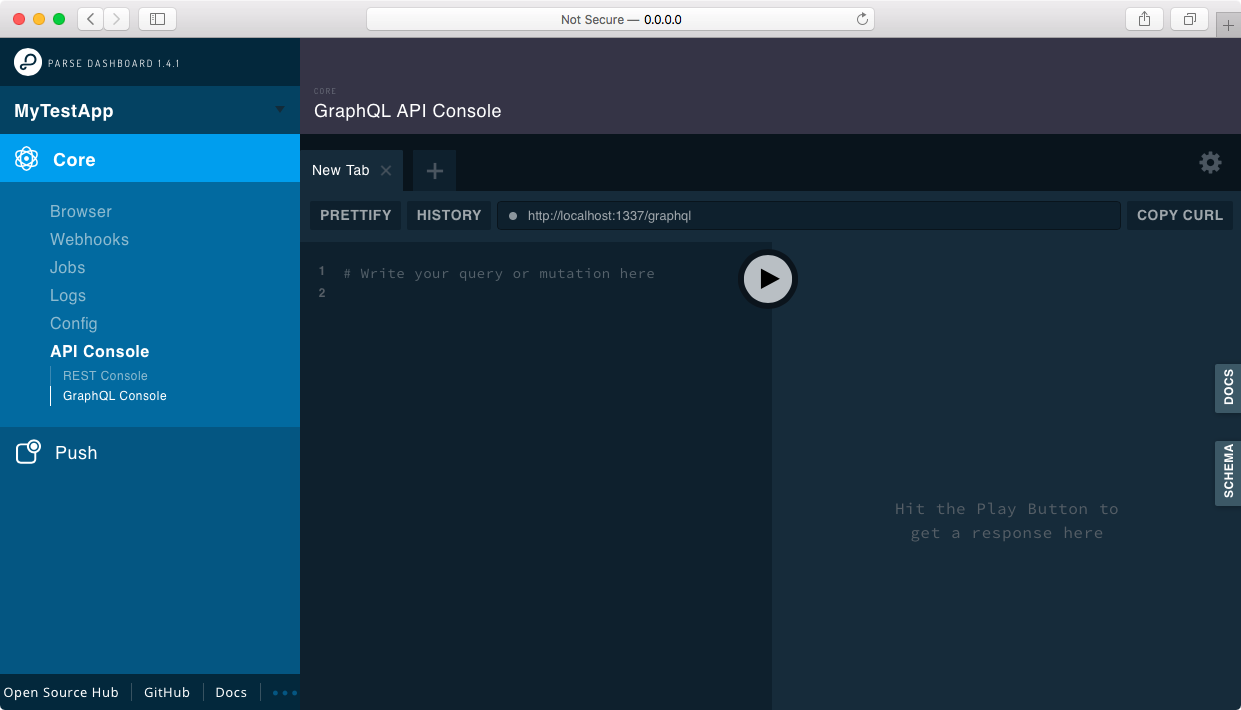 Not Secure — 0.0.0.0
PARSE DASHBOARD 1.4.1
MyTestApp
Core
Browser
Webhooks
Jobs
Logs
Config
API Console
REST Console
GraphQL Console
Push
Open Source Hub GitHub Docs
CORE
GraphQL API Console
New Tab
PRETTIFY HISTORY http://localhost:1337/graphql COPY CURL
1 # Write your query or mutation here
2
Hit the Play Button to
get a response here
DOCS
SCHEMA